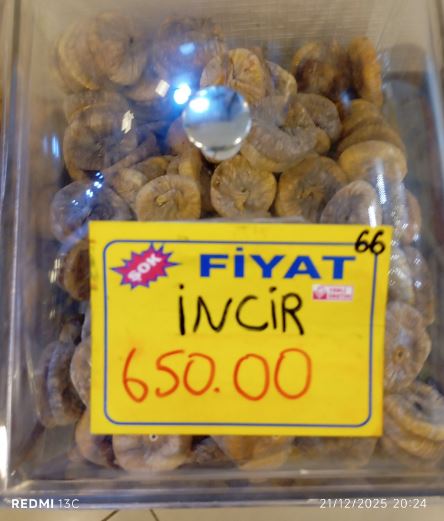 66
ŞOK FİYAT
İNCİR
650.00
REDMI 13C 21/12/2025 20:24